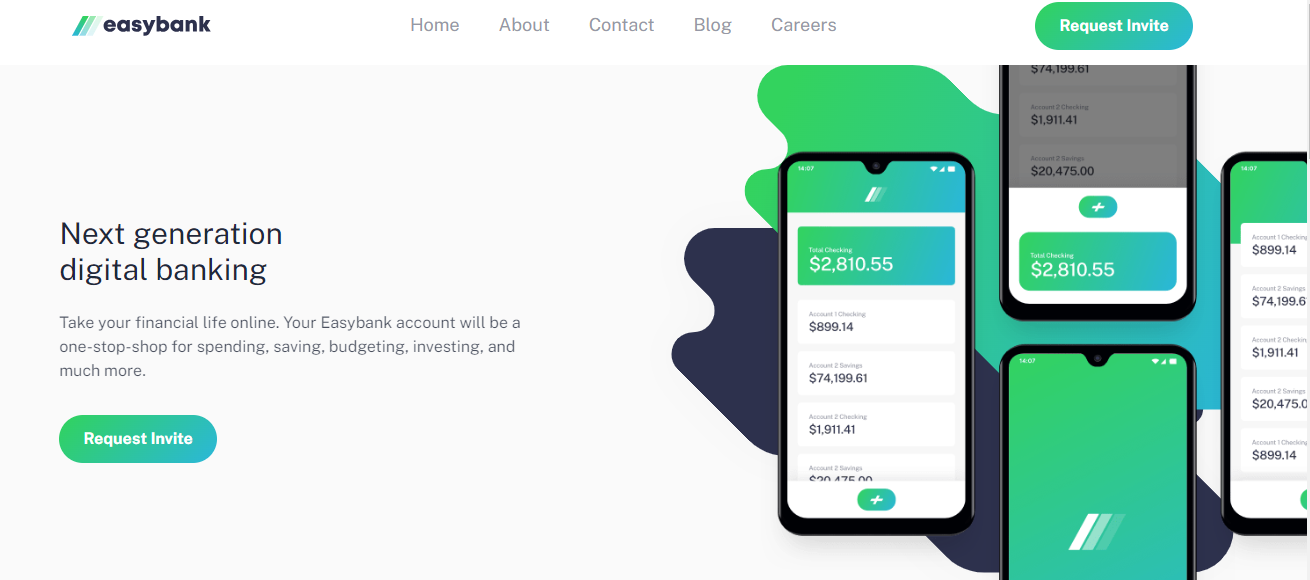 easybank
Home
About
Contact
Blog
Careers
Request Invite
Next generation
digital banking
Take your financial life online. Your Easybank account will be a
one-stop-shop for spending, saving, budgeting, investing, and
much more.
Request Invite
14:07
Total Checking
$2,810.55
Account 1 Checking
$899.14
Account 2 Savings
$74,199.61
Account 2 Checking
$1,911.41
Account 2 Savings
$20,475.00
$74,199.61
Account 2 Checking
$1,911.41
Account 2 Savings
$20,475.00
Total Checking
$2,810.55
14:07
14:07
Account 1 Checking
$899.14
Account 2 Savings
$74,199.6
Account 2 Checking
$1,911.41
Account 2 Savings
$20,475.0
Account 2 Checking
$899.14